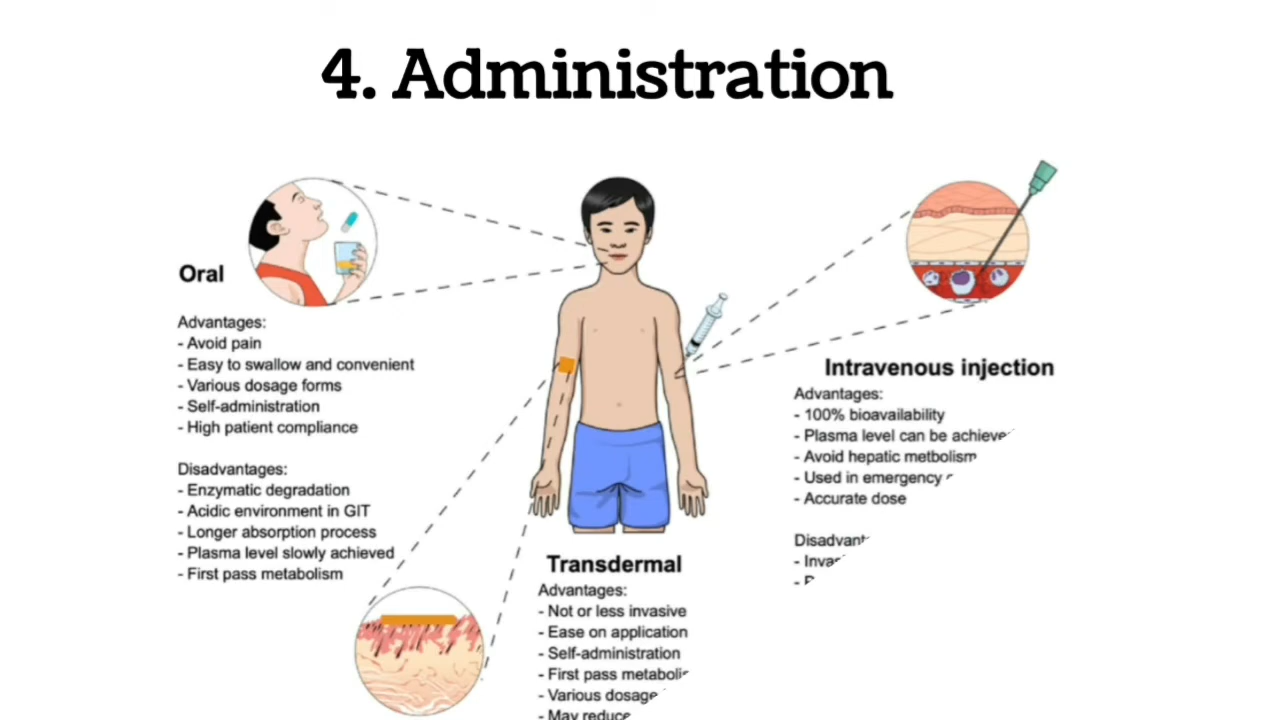 4. Administration
Oral
Advantages:
- Avoid pain
- Easy to swallow and convenient
- Various dosage forms
- Self-administration
- High patient compliance
Disadvantages:
- Enzymatic degradation
- Acidic environment in GIT
- Longer absorption process
- Plasma level slowly achieved
- First pass metabolism
Transdermal
Advantages:
- Not or less invasive
- Ease on application
- Self-administration
- First pass
- Various dosage
- May reduce
Intravenous injection
Advantages:
- 100% bioavailability
- Plasma level can be
- Avoid hepatic metbolism
- Used in emergency
- Accurate dose